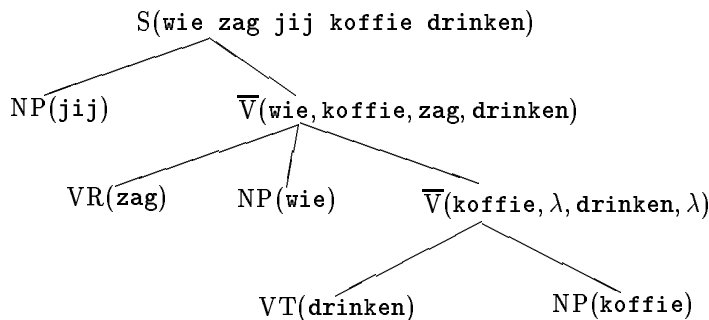 S(wie zag jij koffie drinken)
NP(jij) V̅(wie, koffie, zag, drinken)
VR(zag) NP(wie) V̅(koffie, λ, drinken, λ)
VT(drinken) NP(koffie)